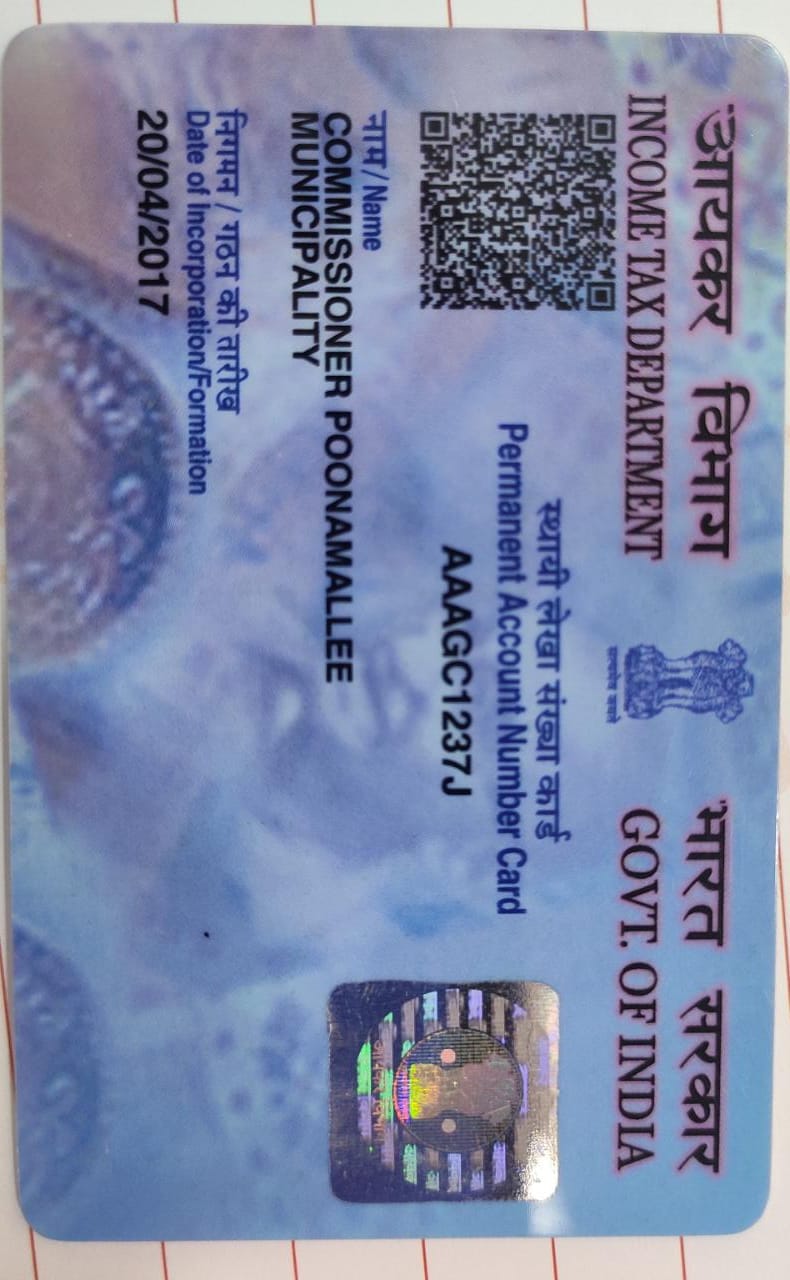 आयकर विभाग
INCOME TAX DEPARTMENT
सत्यमेव जयते
भारत सरकार
GOVT. OF INDIA
स्थायी लेखा संख्या कार्ड
Permanent Account Number Card
AAAGC1237J
नाम / Name
COMMISSIONER POONAMALLEE
MUNICIPALITY
निगमन / गठन की तारीख
Date of Incorporation/Formation
20/04/2017